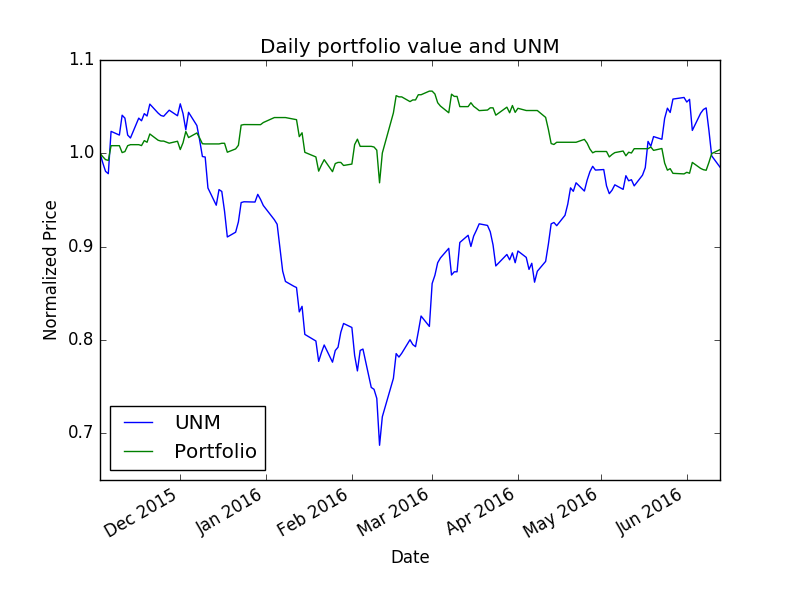 Daily portfolio value and UNM
1.1
1.0
0.9
0.8
0.7
Normalized Price
UNM
Portfolio
Dec 2015
Jan 2016
Feb 2016
Mar 2016
Apr 2016
May 2016
Jun 2016
Date